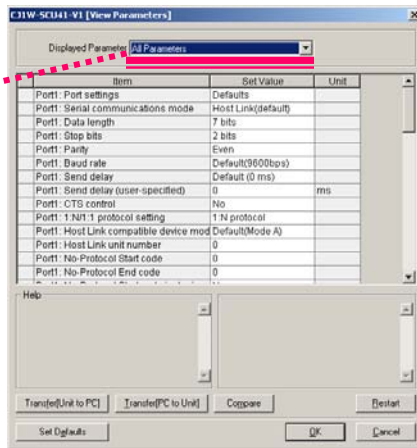 CJ1W-SCU41-V1 [View Parameters]
Displayed Parameter All Parameters
Item Set Value Unit
Port1: Port settings Defaults
Port1: Serial communications mode Host Link(default)
Port1: Data length 7 bits
Port1: Stop bits 2 bits
Port1: Parity Even
Port1: Baud rate Default(9600bps)
Port1: Send delay Default (0 ms)
Port1: Send delay (user-specified) 0 ms
Port1: CTS control No
Port1: 1:N/1:1 protocol setting 1:N protocol
Port1: Host Link compatible device mod Default(Mode A)
Port1: Host Link unit number 0
Port1: No-Protocol Start code 0
Port1: No-Protocol End code 0
Help
Transfer[Unit to PC] Transfer[PC to Unit] Compare Restart
Set Defaults OK Cancel